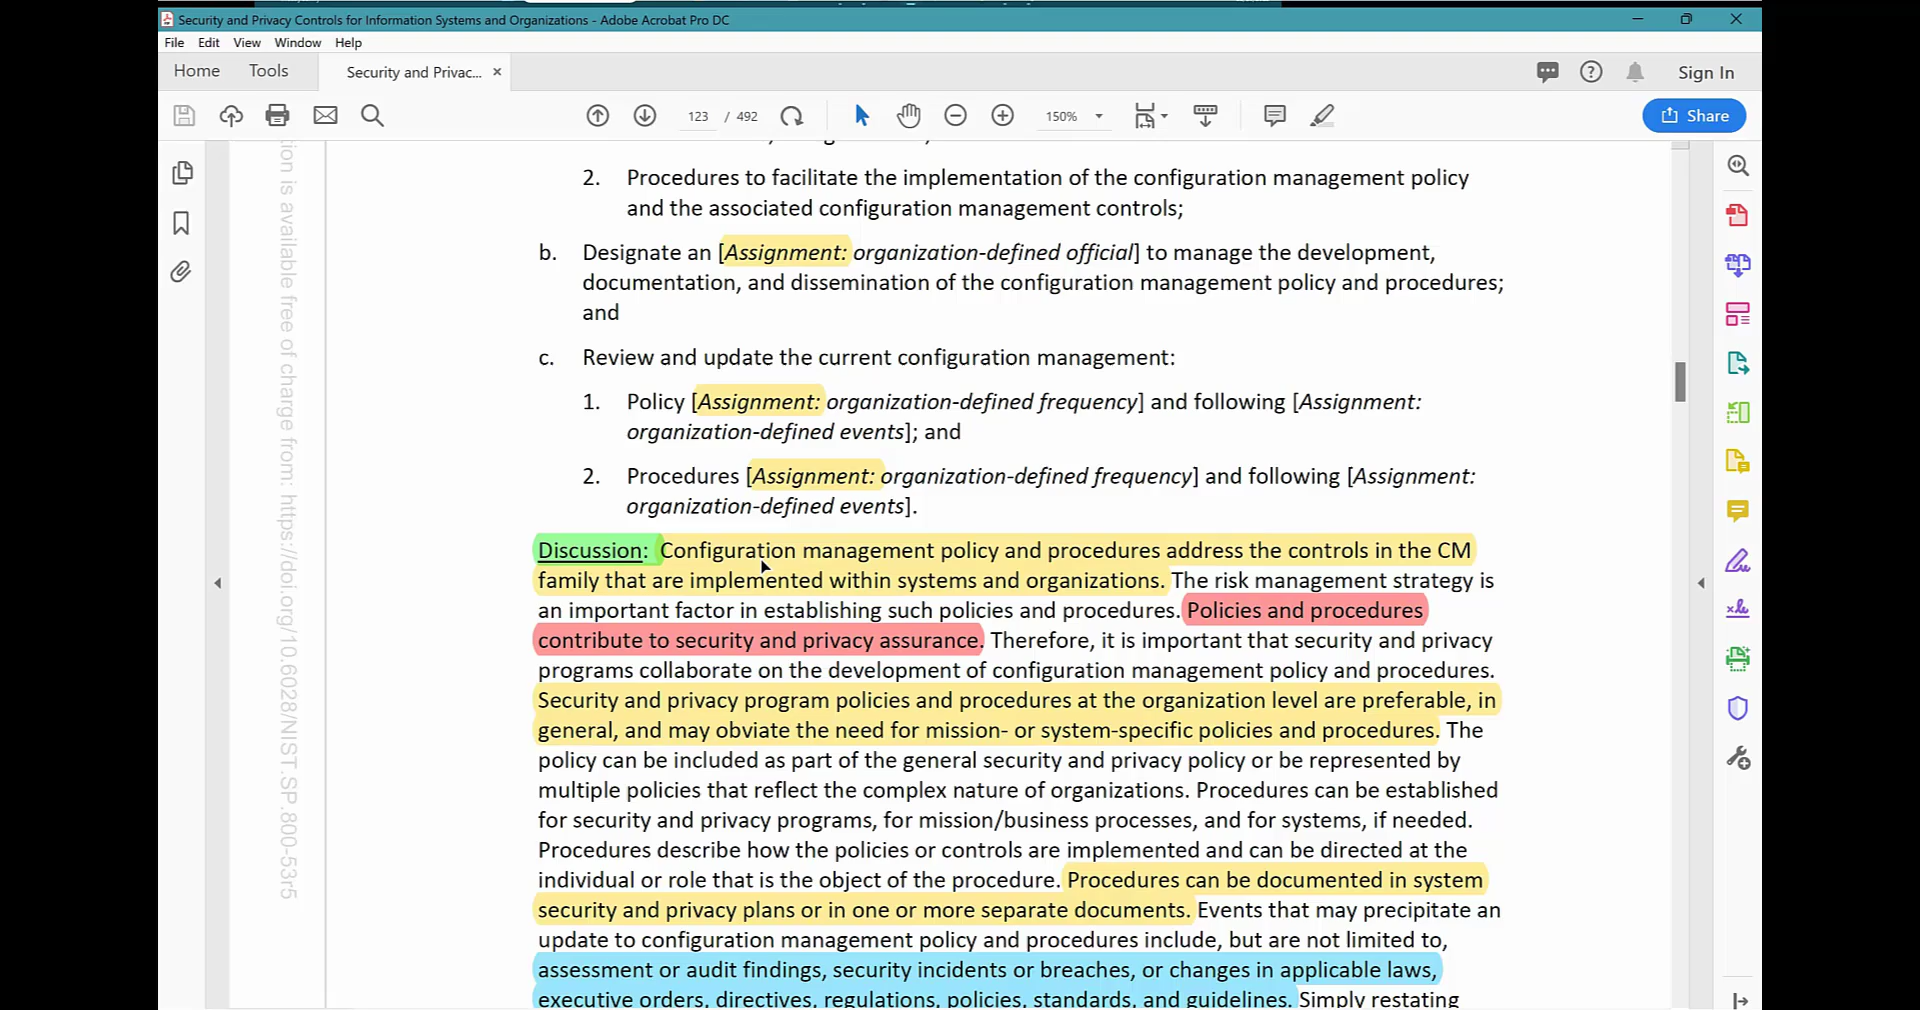 Security and Privacy Controls for Information Systems and Organizations - Adobe Acrobat Pro DC
File Edit View Window Help
Home Tools Security and Privac... × Sign In
123 / 492 150% Share
2. Procedures to facilitate the implementation of the configuration management policy
and the associated configuration management controls;
b. Designate an [Assignment: organization-defined official] to manage the development,
documentation, and dissemination of the configuration management policy and procedures;
and
c. Review and update the current configuration management:
1. Policy [Assignment: organization-defined frequency] and following [Assignment:
organization-defined events]; and
2. Procedures [Assignment: organization-defined frequency] and following [Assignment:
organization-defined events].
Discussion: Configuration management policy and procedures address the controls in the CM
family that are implemented within systems and organizations. The risk management strategy is
an important factor in establishing such policies and procedures. Policies and procedures
contribute to security and privacy assurance. Therefore, it is important that security and privacy
programs collaborate on the development of configuration management policy and procedures.
Security and privacy program policies and procedures at the organization level are preferable, in
general, and may obviate the need for mission- or system-specific policies and procedures. The
policy can be included as part of the general security and privacy policy or be represented by
multiple policies that reflect the complex nature of organizations. Procedures can be established
for security and privacy programs, for mission/business processes, and for systems, if needed.
Procedures describe how the policies or controls are implemented and can be directed at the
individual or role that is the object of the procedure. Procedures can be documented in system
security and privacy plans or in one or more separate documents. Events that may precipitate an
update to configuration management policy and procedures include, but are not limited to,
assessment or audit findings, security incidents or breaches, or changes in applicable laws,
executive orders, directives, regulations, policies, standards, and guidelines. Simply restating
tion is available free of charge from: https://doi.org/10.6028/NIST.SP.800-53r5